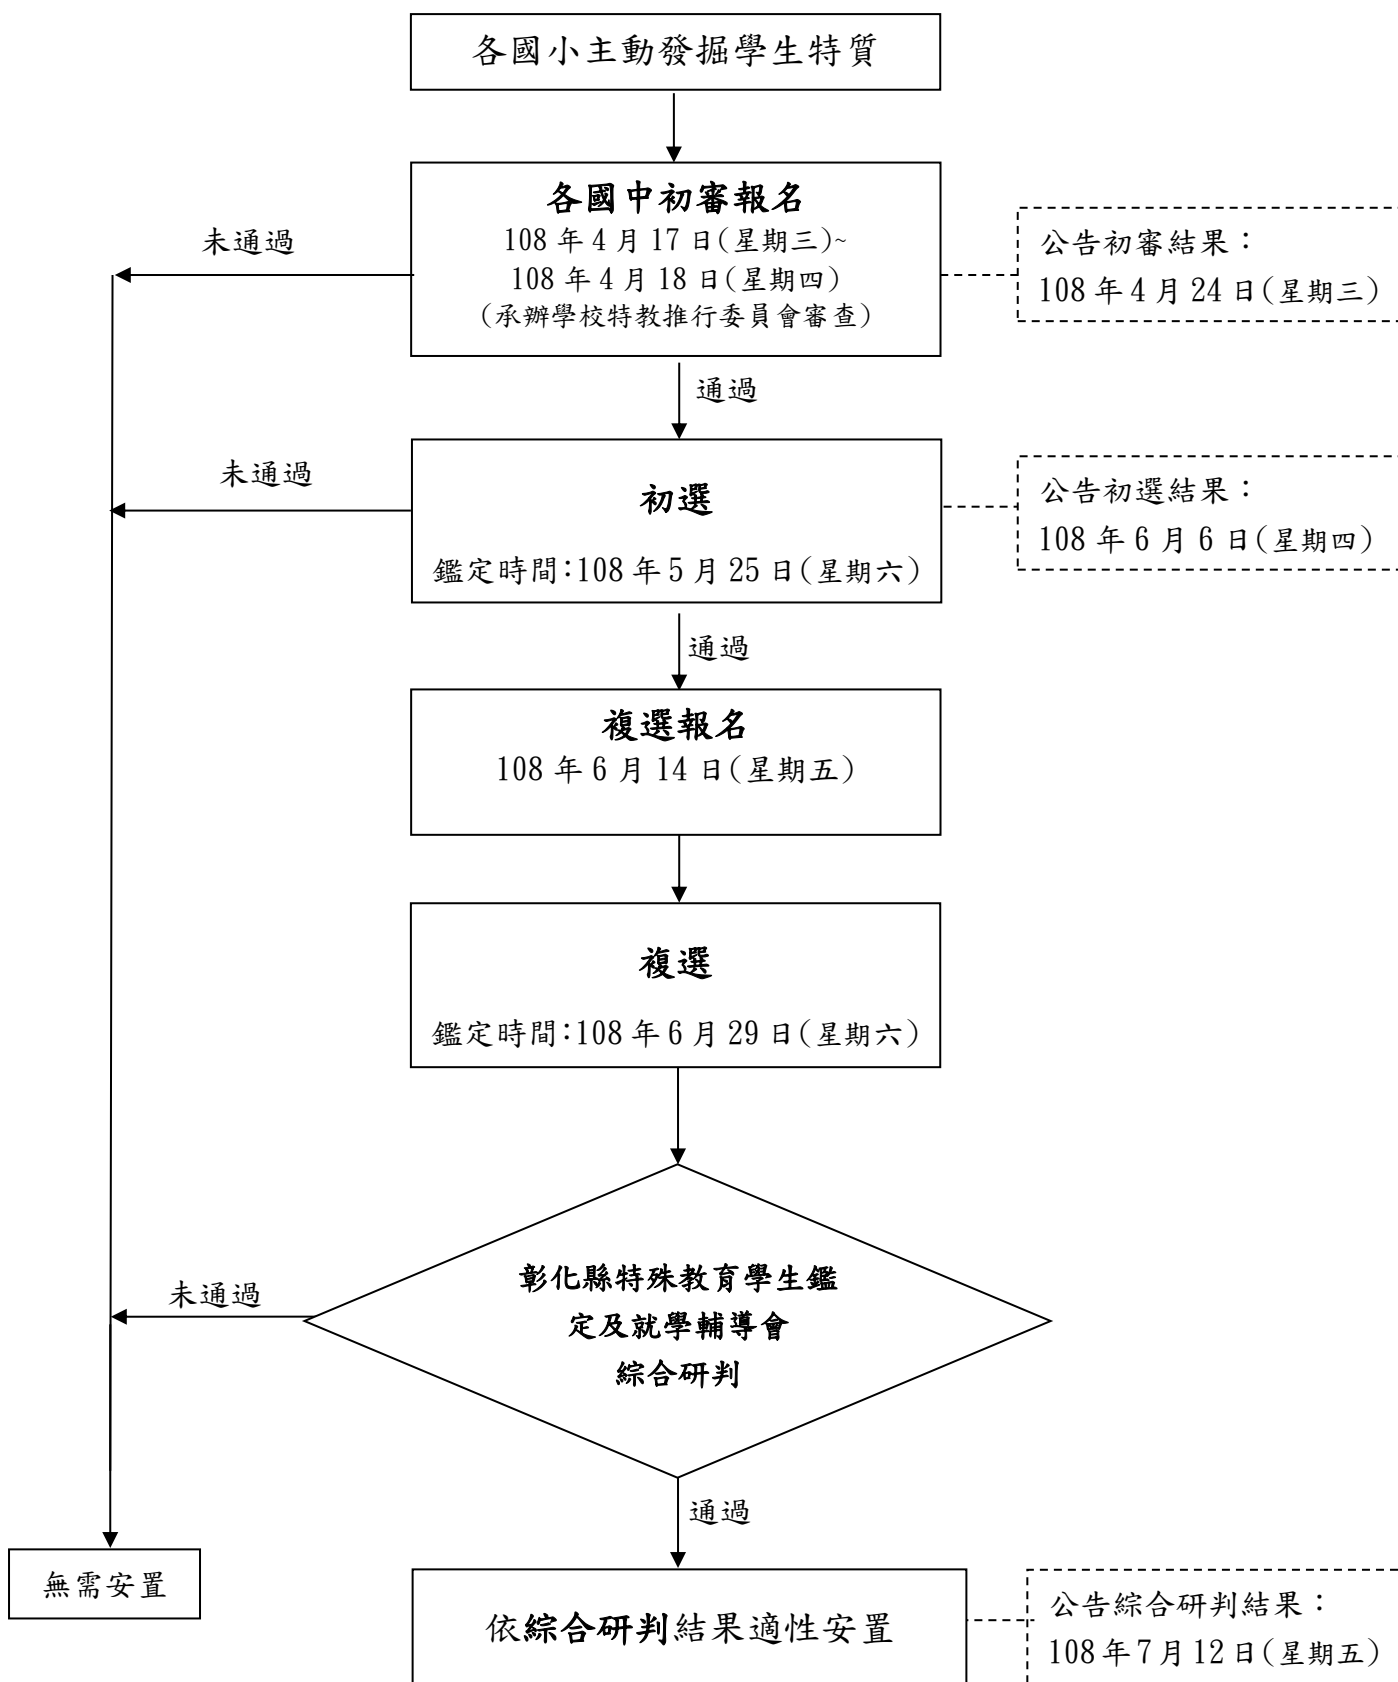 各國小主動發掘學生特質
各國中初審報名
108 年 4 月 17 日(星期三)~
108 年 4 月 18 日(星期四)
(承辦學校特教推行委員會審查)
未通過
公告初審結果：
108 年 4 月 24 日(星期三)
通過
未通過
初選
鑑定時間:108 年 5 月 25 日(星期六)
公告初選結果：
108 年 6 月 6 日(星期四)
通過
複選報名
108 年 6 月 14 日(星期五)
複選
鑑定時間:108 年 6 月 29 日(星期六)
未通過
彰化縣特殊教育學生鑑
定及就學輔導會
綜合研判
通過
無需安置
依綜合研判結果適性安置
公告綜合研判結果：
108 年 7 月 12 日(星期五)